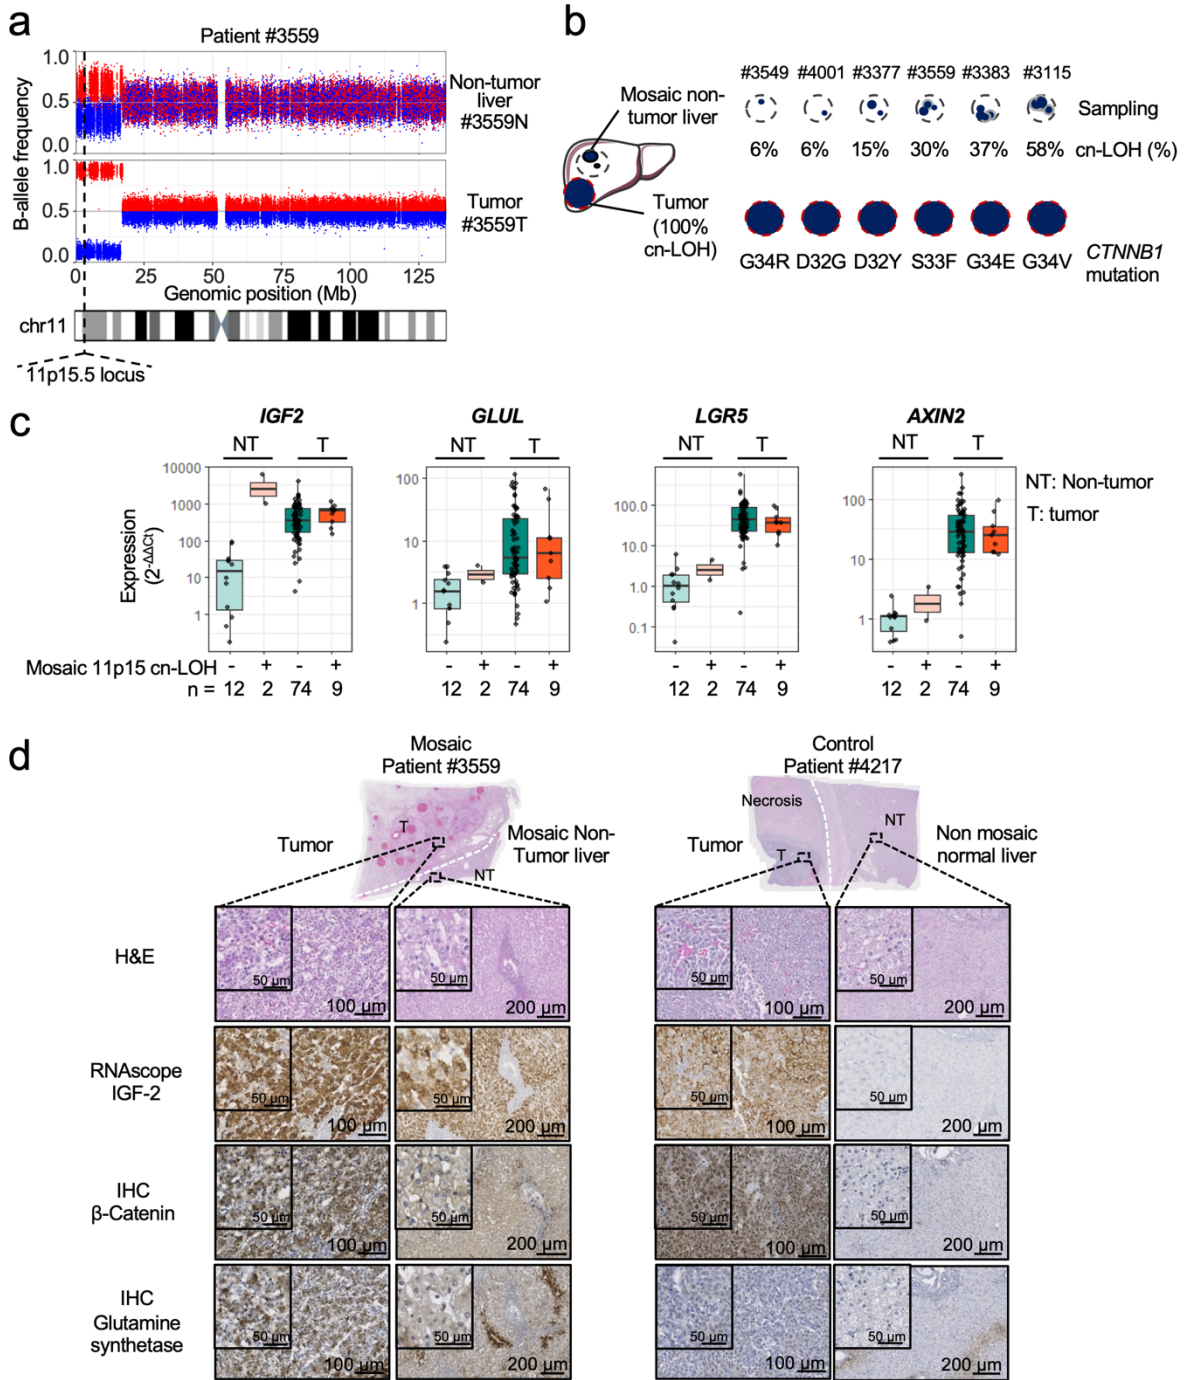 a
Patient #3559
B-allele frequency
1.0
0.5
0.0
Non-tumor
liver
#3559N
1.0
0.5
0.0
Tumor
#3559T
0 25 50 75 100 125
Genomic position (Mb)
chr11
11p15.5 locus
b
Mosaic non-
tumor liver
Tumor
(100%
cn-LOH)
#3549 #4001 #3377 #3559 #3383 #3115
Sampling
6% 6% 15% 30% 37% 58% cn-LOH (%)
G34R D32G D32Y S33F G34E G34V
CTNNB1
mutation
c
Expression
(2-ΔΔCt)
IGF2
NT T
10000
1000
100
10
1
GLUL
NT T
100
10
1
LGR5
NT T
100.0
10.0
1.0
0.1
AXIN2
NT T
100
10
1
NT: Non-tumor
T: tumor
Mosaic 11p15 cn-LOH - + - + - + - + - + - + - + - +
n = 12 2 74 9 12 2 74 9 12 2 74 9 12 2 74 9
d
Mosaic
Patient #3559
Tumor
T
NT
Mosaic Non-
Tumor liver
Control
Patient #4217
Necrosis
Tumor
T
NT
Non mosaic
normal liver
H&E
50 µm 100 µm 50 µm 200 µm 50 µm 100 µm 50 µm 200 µm
RNAscope
IGF-2
50 µm 100 µm 50 µm 200 µm 50 µm 100 µm 50 µm 200 µm
IHC
β-Catenin
50 µm 100 µm 50 µm 200 µm 50 µm 100 µm 50 µm 200 µm
IHC
Glutamine
synthetase
50 µm 100 µm 50 µm 200 µm 50 µm 100 µm 50 µm 200 µm